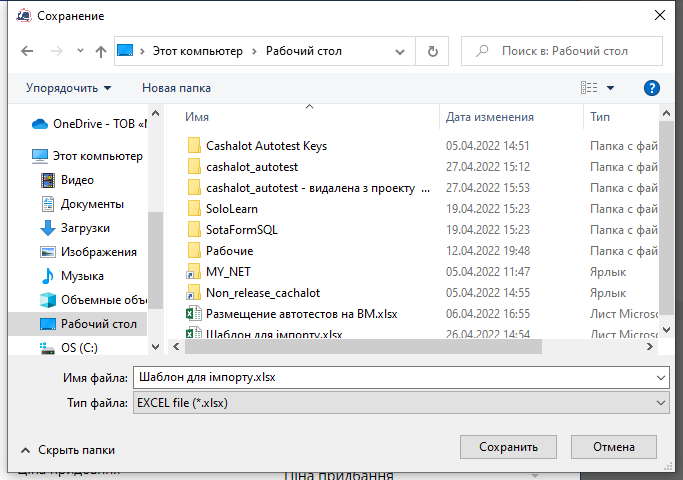 Сохранение
Этот компьютер Рабочий стол
Поиск в: Рабочий стол
Упорядочить Новая папка
Имя Дата изменения Тип
OneDrive - ТОВ «
Этот компьютер
Видео
Документы
Загрузки
Изображения
Музыка
Объемные объ
Рабочий стол
OS (C:)
Cashalot Autotest Keys 05.04.2022 14:51 Папка с фай
cashalot_autotest 27.04.2022 15:12 Папка с фай
cashalot_autotest - видалена з проекту ... 27.04.2022 15:53 Папка с фай
SoloLearn 19.04.2022 15:23 Папка с фай
SotaFormSQL 19.04.2022 15:23 Папка с фай
Рабочие 12.04.2022 19:48 Папка с фай
MY_NET 05.04.2022 11:47 Ярлык
Non_release_cachalot 05.04.2022 14:55 Ярлык
Размещение автотестов на ВМ.xlsx 06.04.2022 16:55 Лист Microso
Шаблон для імпорту.xlsx 26.04.2022 14:54 Лист Microso
Имя файла: Шаблон для імпорту.xlsx
Тип файла: EXCEL file (*.xlsx)
Скрыть папки
Сохранить Отмена
Ціна придбання